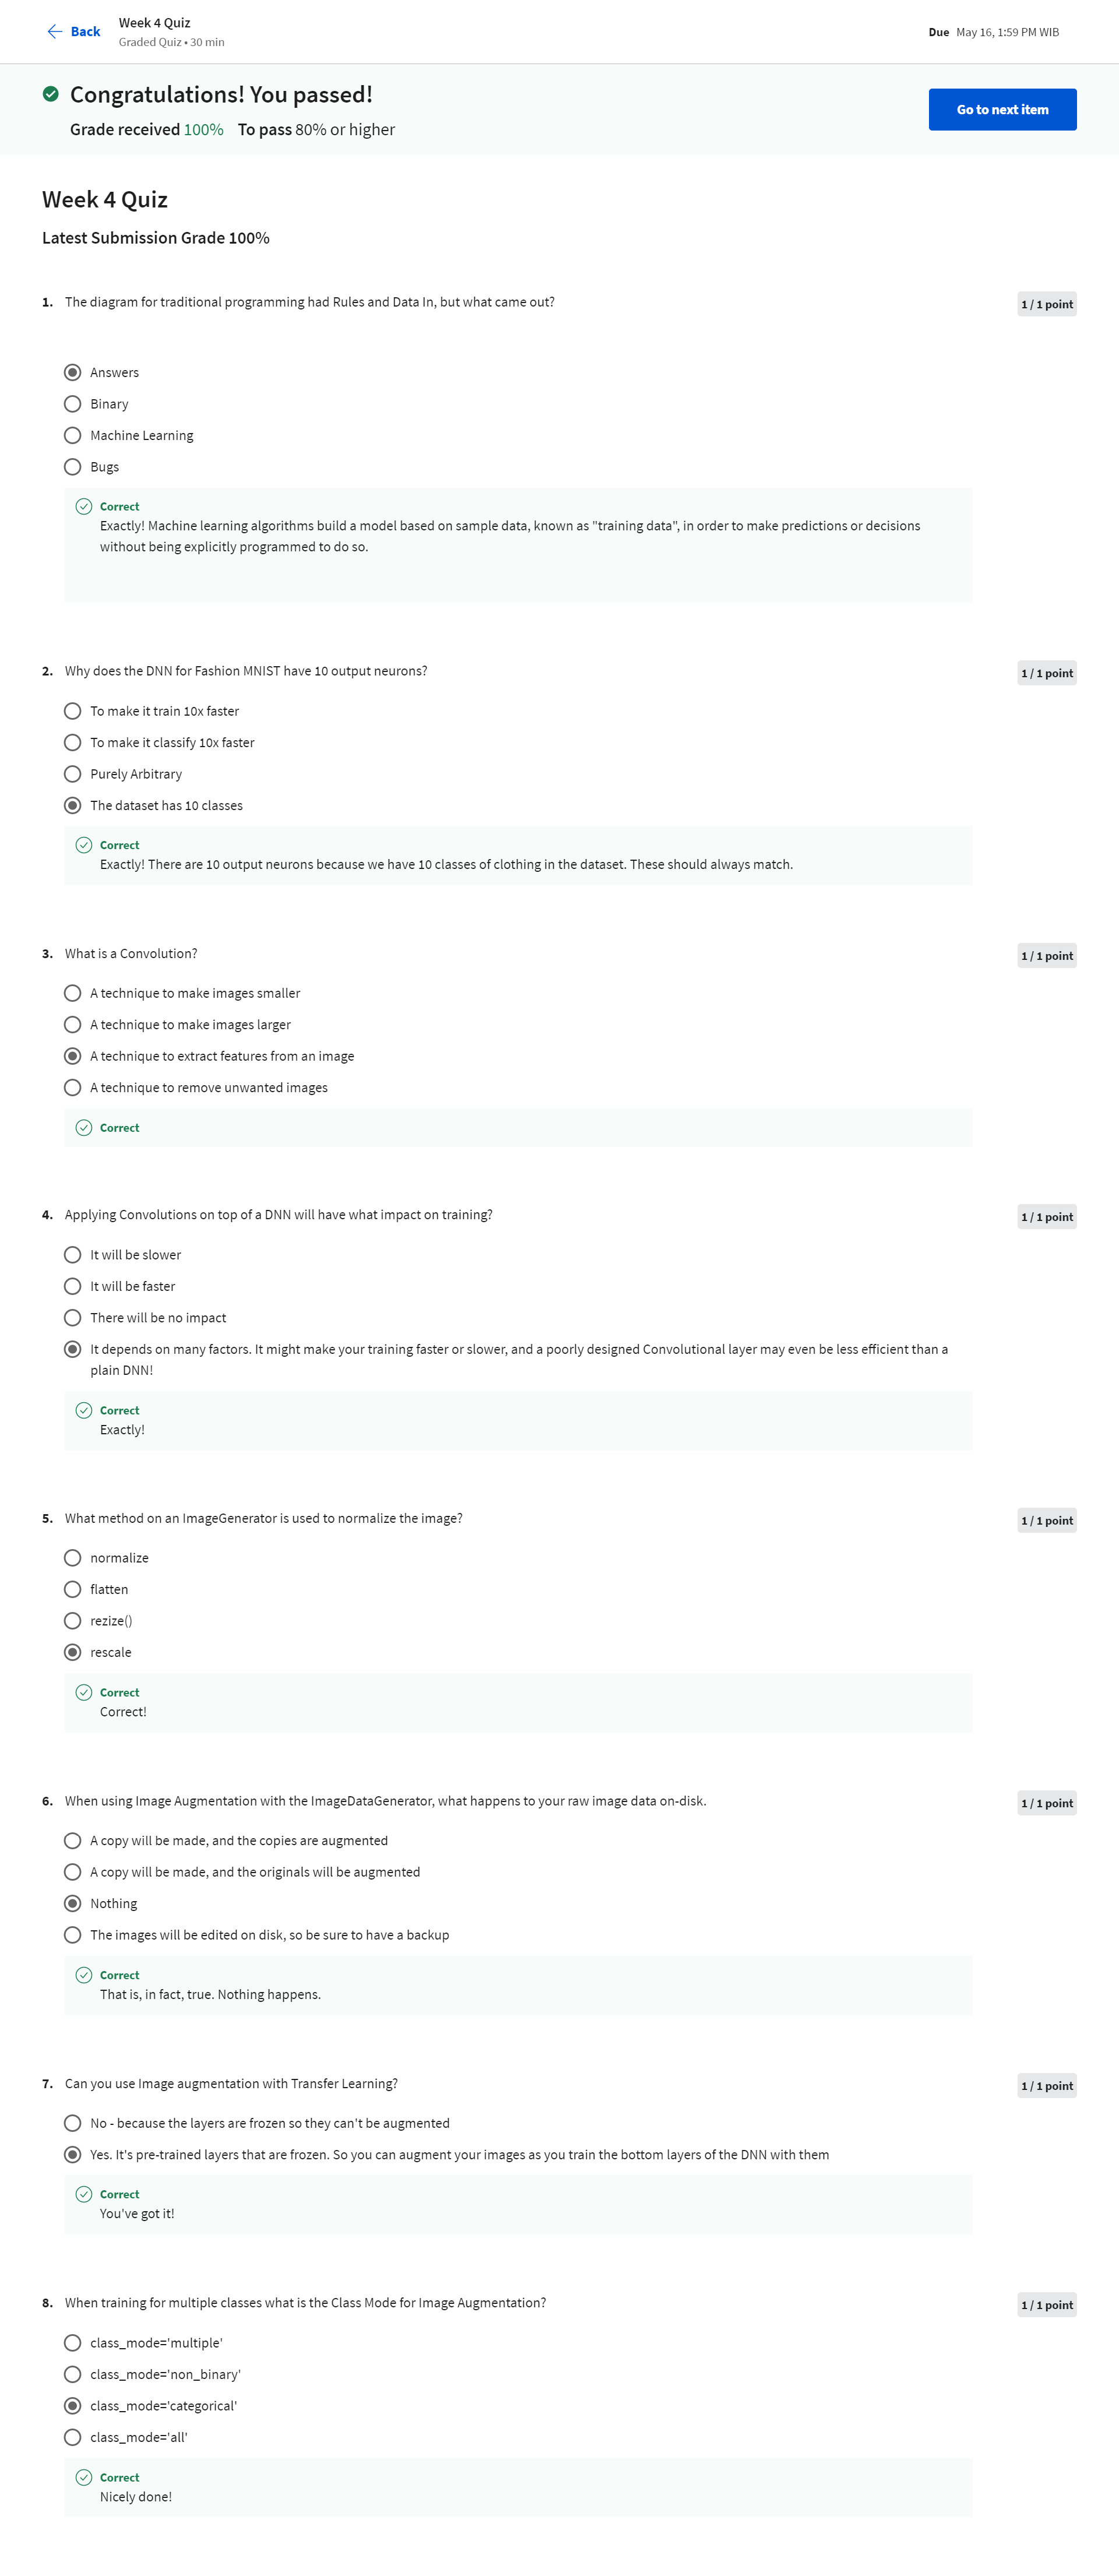 Back
Week 4 Quiz
Graded Quiz • 30 min
Due May 16, 1:59 PM WIB
Congratulations! You passed!
Grade received 100% To pass 80% or higher
Go to next item
Week 4 Quiz
Latest Submission Grade 100%
1. The diagram for traditional programming had Rules and Data In, but what came out?
1 / 1 point
Answers
Binary
Machine Learning
Bugs
Correct
Exactly! Machine learning algorithms build a model based on sample data, known as "training data", in order to make predictions or decisions
without being explicitly programmed to do so.
2. Why does the DNN for Fashion MNIST have 10 output neurons?
1 / 1 point
To make it train 10x faster
To make it classify 10x faster
Purely Arbitrary
The dataset has 10 classes
Correct
Exactly! There are 10 output neurons because we have 10 classes of clothing in the dataset. These should always match.
3. What is a Convolution?
1 / 1 point
A technique to make images smaller
A technique to make images larger
A technique to extract features from an image
A technique to remove unwanted images
Correct
4. Applying Convolutions on top of a DNN will have what impact on training?
1 / 1 point
It will be slower
It will be faster
There will be no impact
It depends on many factors. It might make your training faster or slower, and a poorly designed Convolutional layer may even be less efficient than a
plain DNN!
Correct
Exactly!
5. What method on an ImageGenerator is used to normalize the image?
1 / 1 point
normalize
flatten
rezize()
rescale
Correct
Correct!
6. When using Image Augmentation with the ImageDataGenerator, what happens to your raw image data on-disk.
1 / 1 point
A copy will be made, and the copies are augmented
A copy will be made, and the originals will be augmented
Nothing
The images will be edited on disk, so be sure to have a backup
Correct
That is, in fact, true. Nothing happens.
7. Can you use Image augmentation with Transfer Learning?
1 / 1 point
No - because the layers are frozen so they can't be augmented
Yes. It's pre-trained layers that are frozen. So you can augment your images as you train the bottom layers of the DNN with them
Correct
You've got it!
8. When training for multiple classes what is the Class Mode for Image Augmentation?
1 / 1 point
class_mode='multiple'
class_mode='non_binary'
class_mode='categorical'
class_mode='all'
Correct
Nicely done!